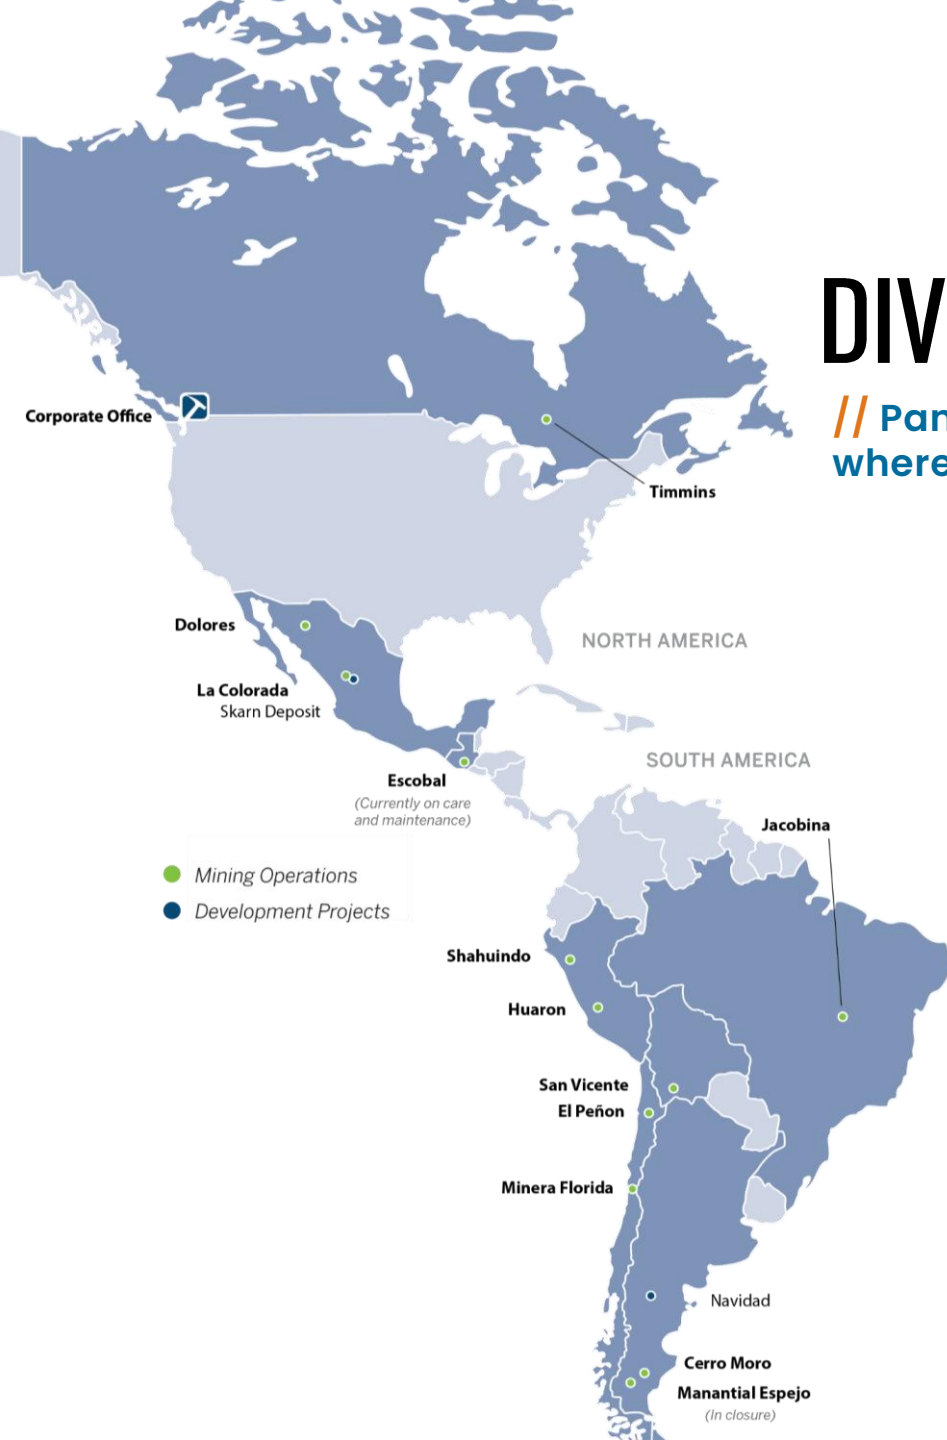 DIV
// Pan
where
Corporate Office
Timmins
Dolores
NORTH AMERICA
La Colorada
Skarn Deposit
SOUTH AMERICA
Escobal
(Currently on care
and maintenance)
Jacobina
Mining Operations
Development Projects
Shahuindo
Huaron
San Vicente
El Peñon
Minera Florida
Navidad
Cerro Moro
Manantial Espejo
(In closure)